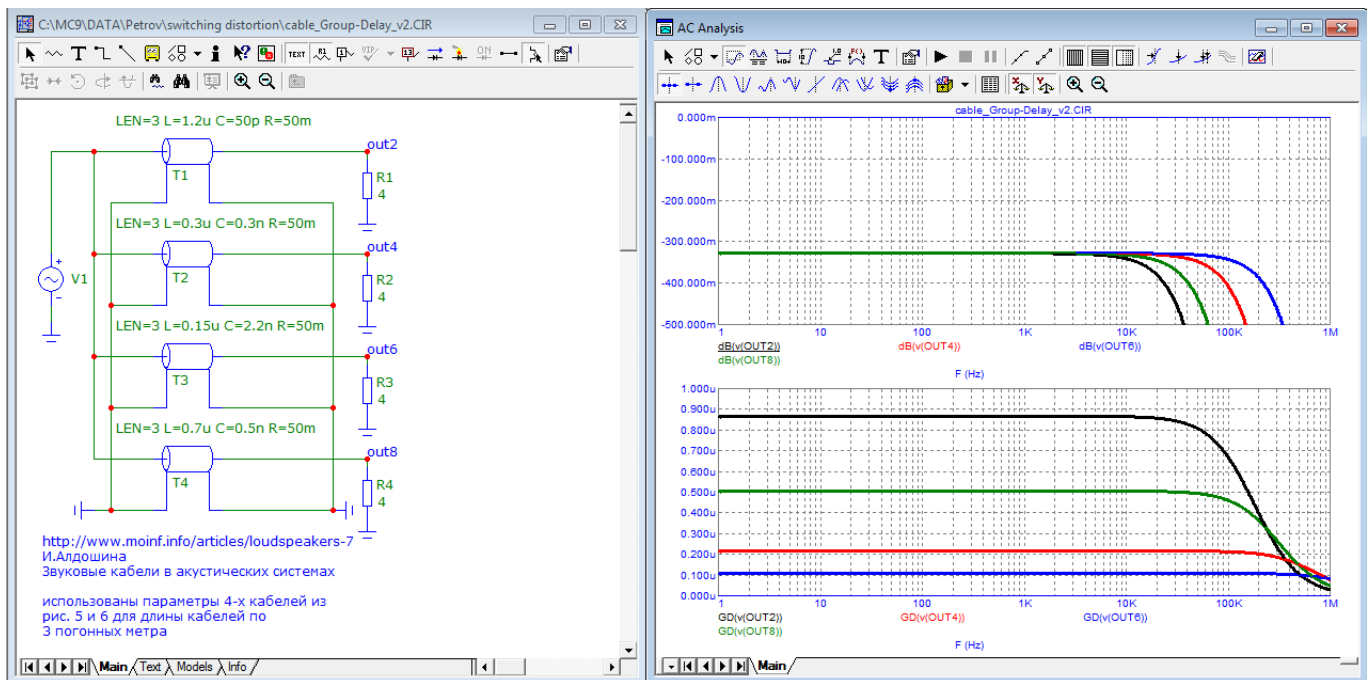 C:\MC9\DATA\Petrov\switching distortion\cable_Group-Delay_v2.CIR
LEN=3 L=1.2u C=50p R=50m
out2
T1
R1
4
LEN=3 L=0.3u C=0.3n R=50m
out4
V1
T2
R2
4
LEN=3 L=0.15u C=2.2n R=50m
out6
T3
R3
4
LEN=3 L=0.7u C=0.5n R=50m
out8
T4
R4
4
http://www.moinf.info/articles/loudspeakers-7
И.Алдошина
Звуковые кабели в акустических системах
использованы параметры 4-х кабелей из
рис. 5 и 6 для длины кабелей по
3 погонных метра
Main Text Models Info
AC Analysis
cable_Group-Delay_v2.CIR
0.000m
-100.000m
-200.000m
-300.000m
-400.000m
-500.000m
1 10 100 1K 10K 100K 1M
dB(v(OUT2)) dB(v(OUT4)) dB(v(OUT6))
dB(v(OUT8))
F (Hz)
1.000u
0.900u
0.800u
0.700u
0.600u
0.500u
0.400u
0.300u
0.200u
0.100u
0.000u
1 10 100 1K 10K 100K 1M
GD(v(OUT2)) GD(v(OUT4)) GD(v(OUT6))
GD(v(OUT8))
F (Hz)
Main